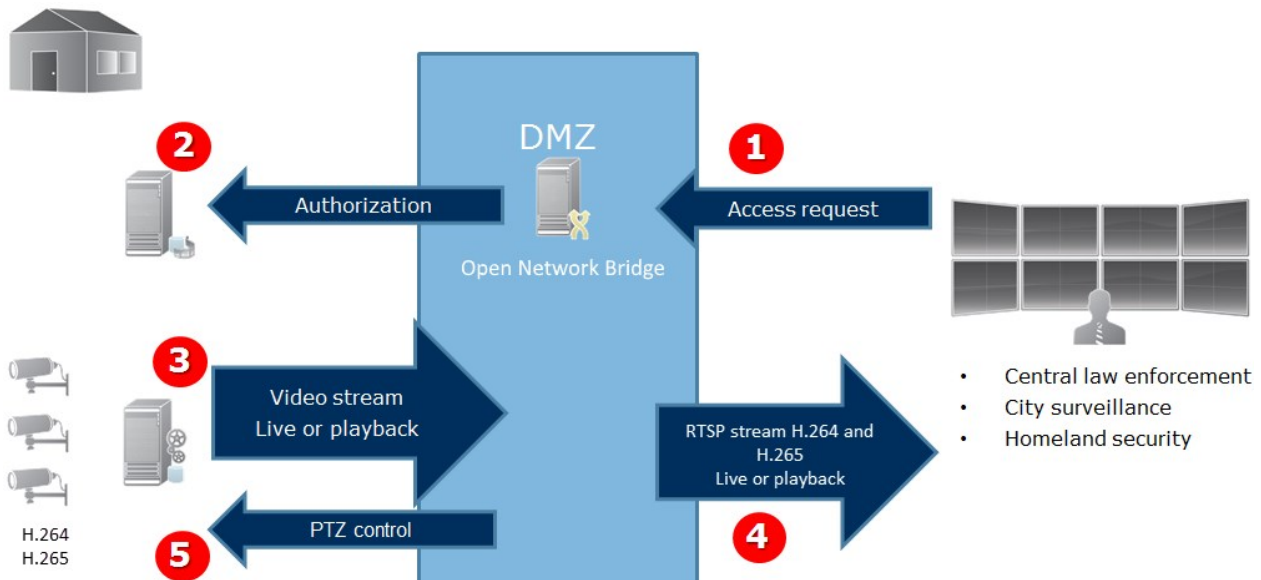 DMZ
1
2
Authorization
Access request
Open Network Bridge
3
Video stream
Live or playback
RTSP stream H.264 and
H.265
Live or playback
• Central law enforcement
• City surveillance
• Homeland security
PTZ control
4
5
H.264
H.265